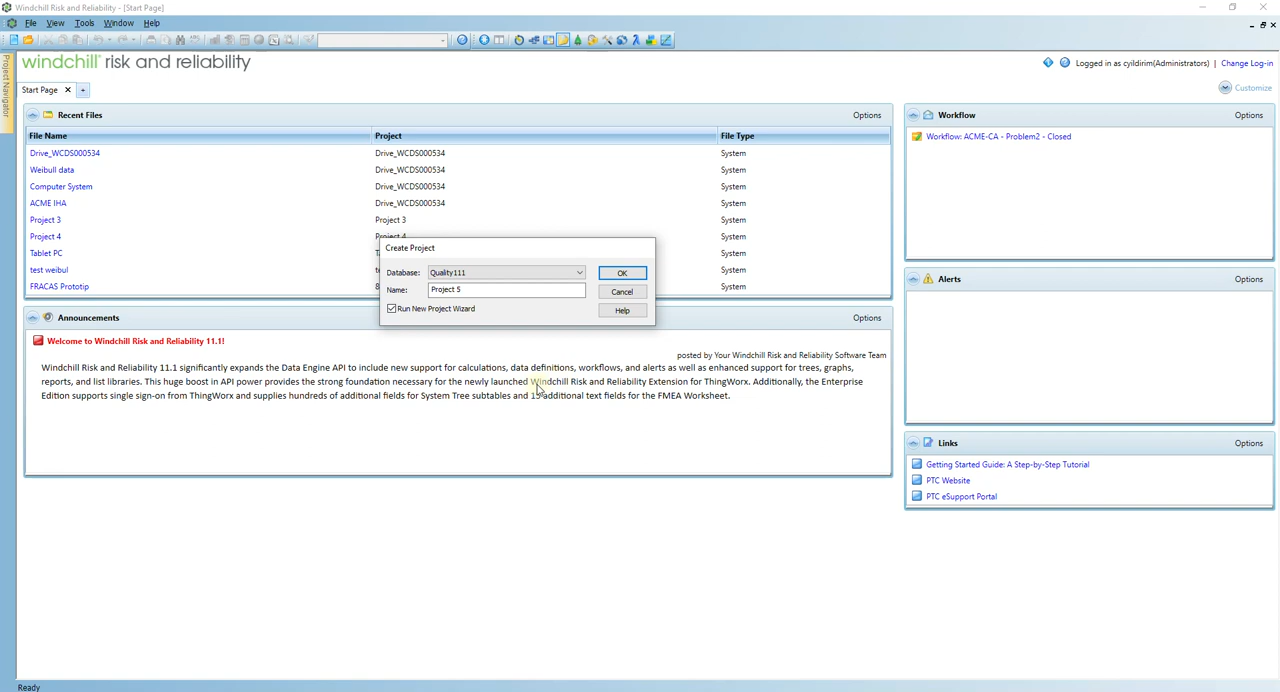 Windchill Risk and Reliability - [Start Page]
File View Tools Window Help
Project Navigator
windchill® risk and reliability
Logged in as cyildirim(Administrators) | Change Log-in
Start Page
Customize
Recent Files Options
File Name Project File Type
Drive_WCDS000534 Drive_WCDS000534 System
Weibull data Drive_WCDS000534 System
Computer System Drive_WCDS000534 System
ACME IHA Drive_WCDS000534 System
Project 3 Project 3 System
Project 4 Project 4 System
Tablet PC System
test weibul System
FRACAS Prototip 8 System
Create Project
Database: Quality111 OK
Name: Project 5 Cancel
Run New Project Wizard Help
Announcements Options
Welcome to Windchill Risk and Reliability 11.1!
posted by Your Windchill Risk and Reliability Software Team
Windchill Risk and Reliability 11.1 significantly expands the Data Engine API to include new support for calculations, data definitions, workflows, and alerts as well as enhanced support for trees, graphs,
reports, and list libraries. This huge boost in API power provides the strong foundation necessary for the newly launched Windchill Risk and Reliability Extension for ThingWorx. Additionally, the Enterprise
Edition supports single sign-on from ThingWorx and supplies hundreds of additional fields for System Tree subtables and 15 additional text fields for the FMEA Worksheet.
Workflow Options
Workflow: ACME-CA - Problem2 - Closed
Alerts Options
Links Options
Getting Started Guide: A Step-by-Step Tutorial
PTC Website
PTC eSupport Portal
Ready